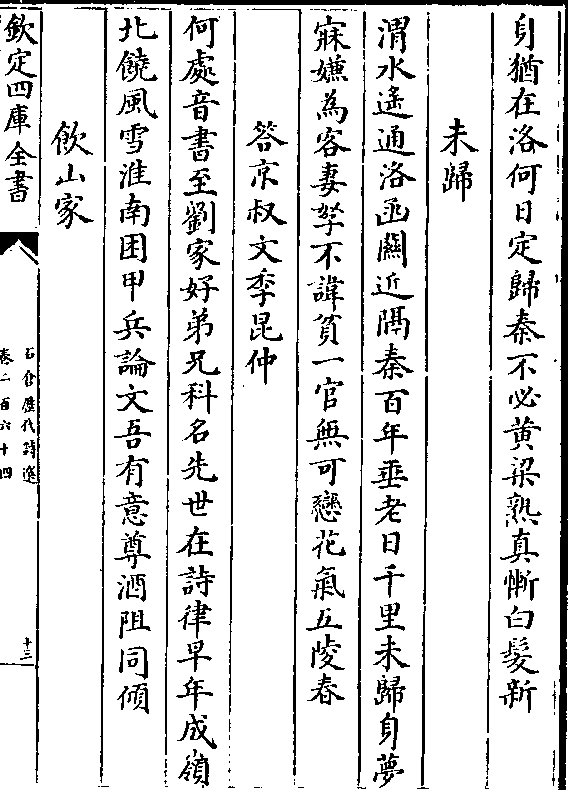 身猶在洛何日定歸秦不必黄粱熟真慚白髮新
未歸
渭水遙通洛函關近隔秦百年垂老日千里未歸身夢
寐嫌為客妻孥不諱貧一官無可戀花氣五陵春
答京叔文季昆仲
何處音書至劉家好弟兄科名先世在詩律早年成嶺
北饒風雪淮南困甲兵論文吾有意尊酒阻同傾
飲山家
欽定四庫全書
石倉歴代詩選
卷二百六十四
十三